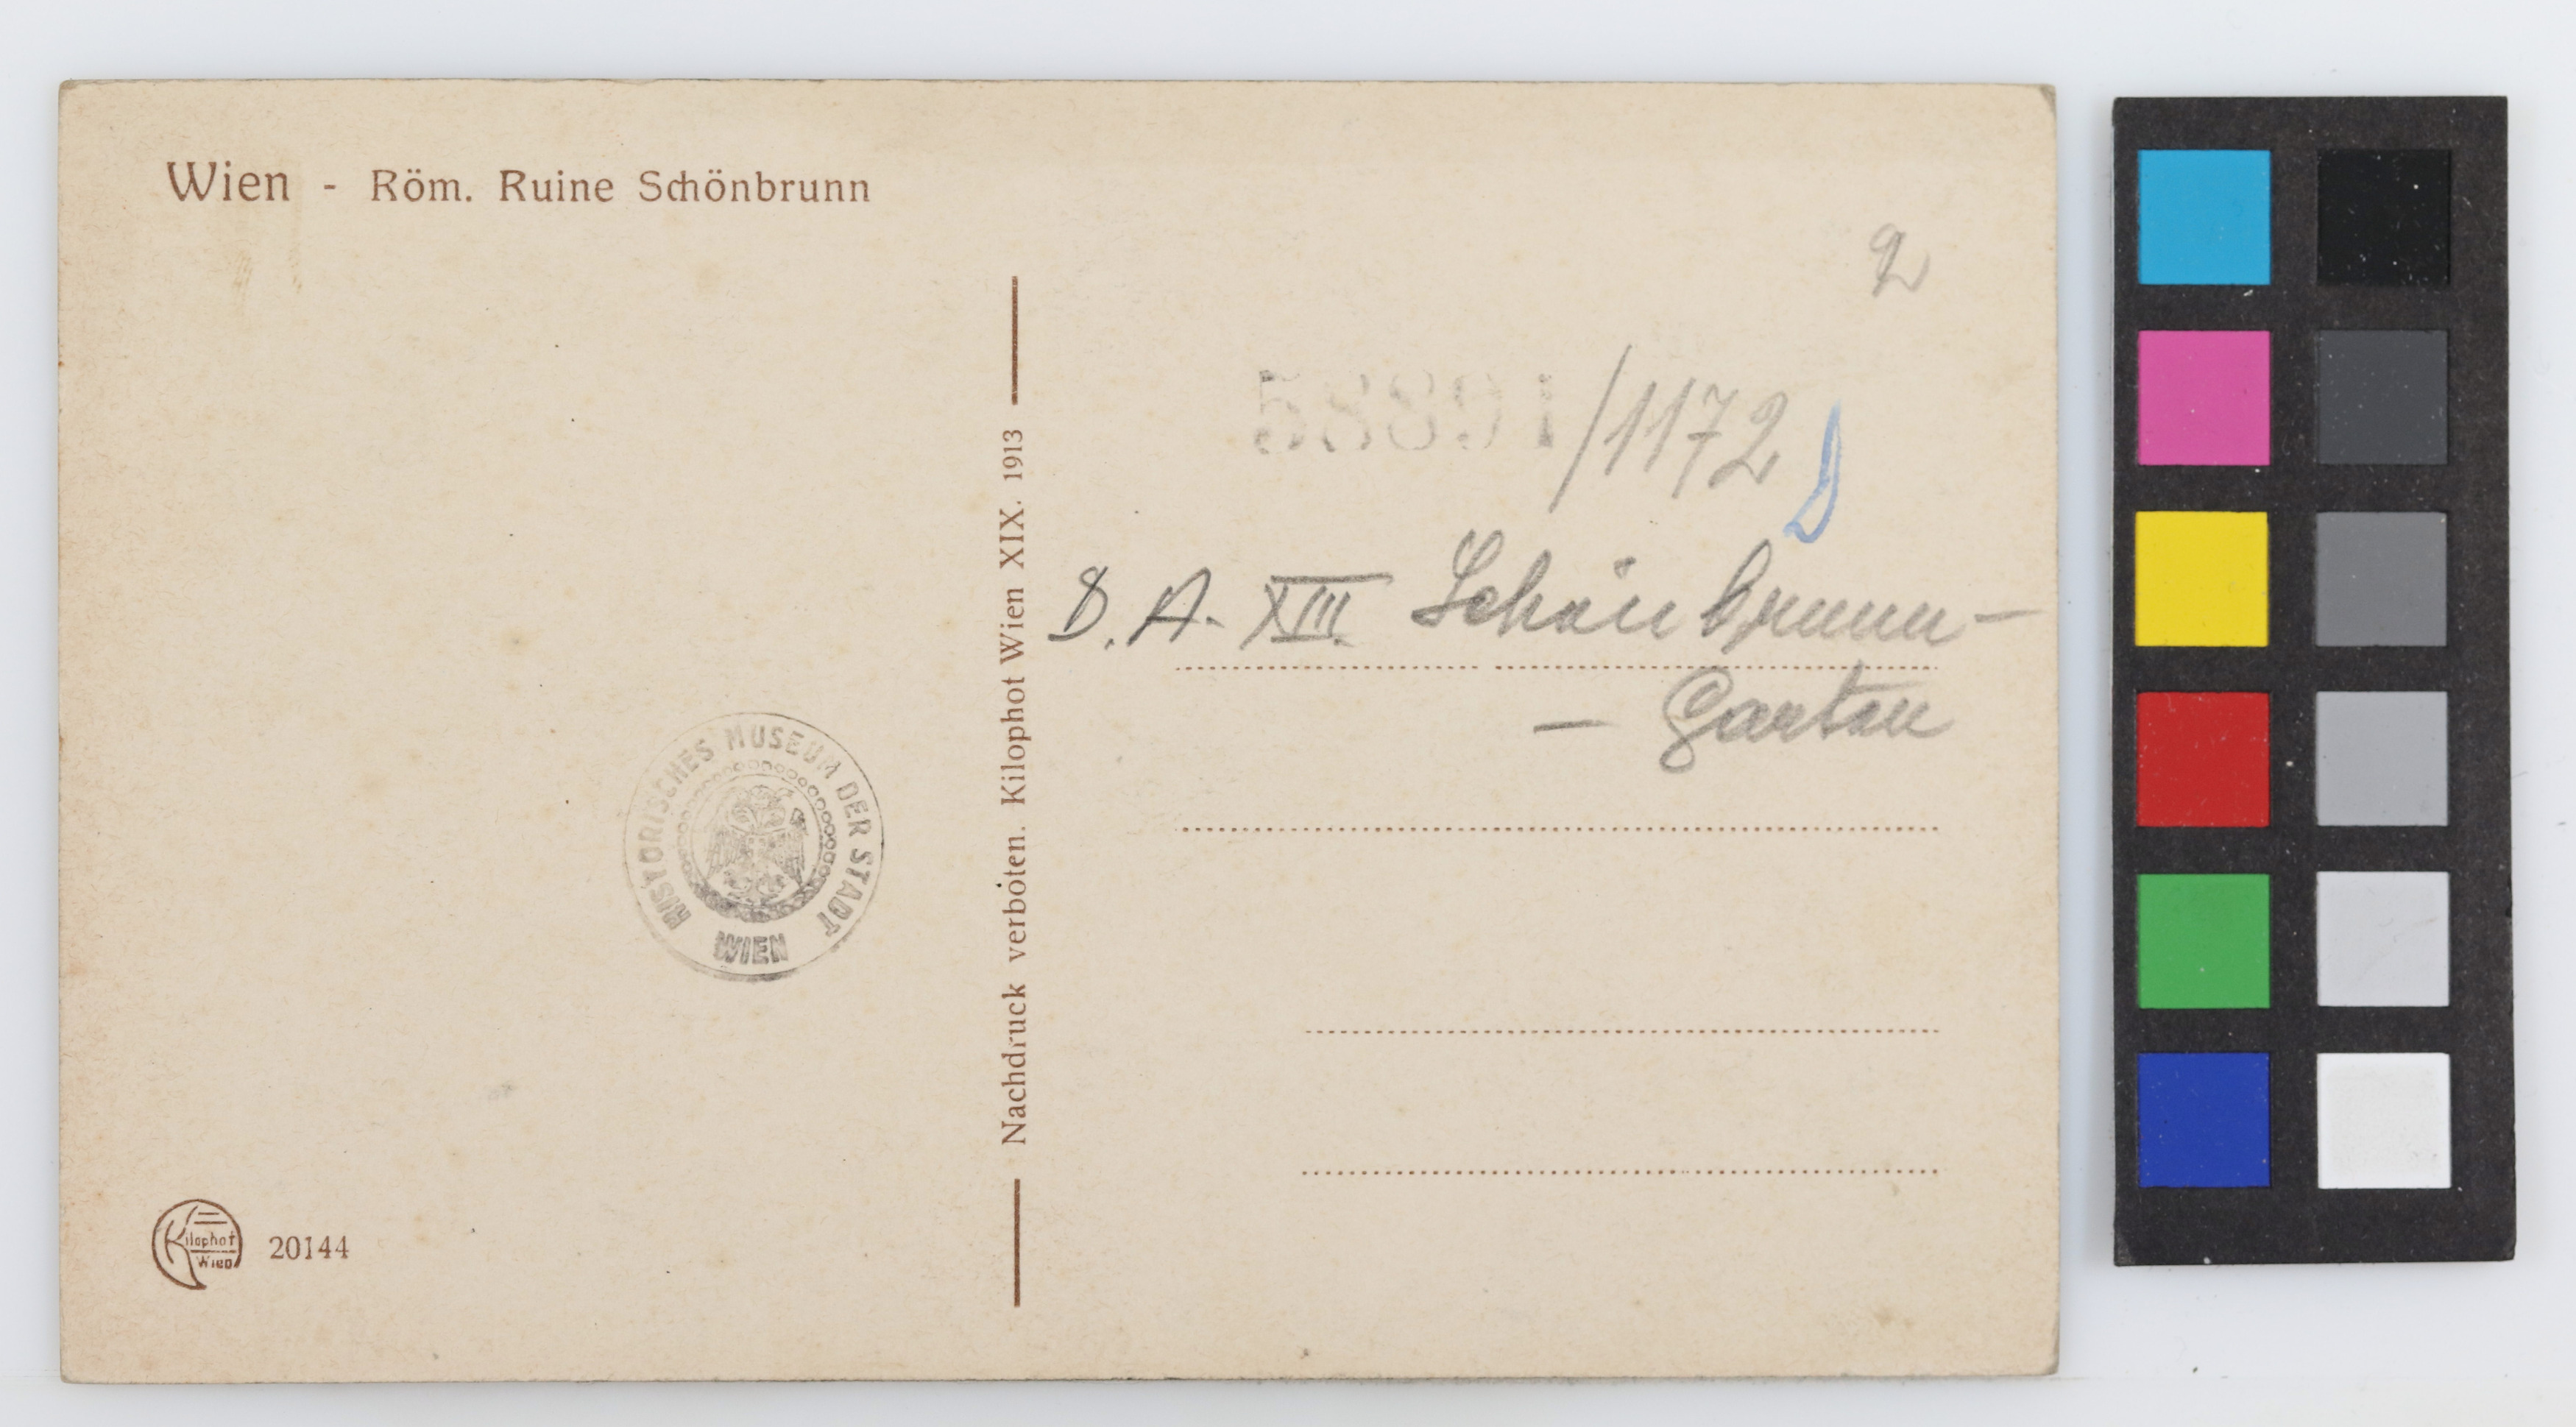 Wien - Röm. Ruine Schönbrunn
2
58891/1172
D. A. XIII. Schönbrunn-
- Garten
Nachdruck verboten. Kilophot Wien XIX. 1913
HISTORISCHES MUSEUM DER STADT
WIEN
Kilophot
Wien
20144